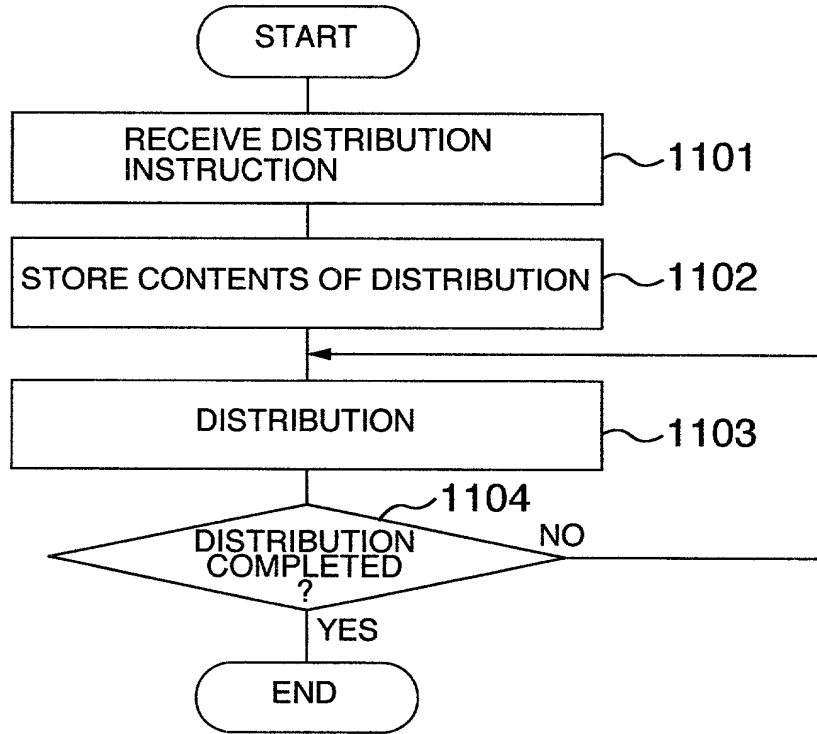 START
RECEIVE DISTRIBUTION
INSTRUCTION
1101
STORE CONTENTS OF DISTRIBUTION
1102
DISTRIBUTION
1103
1104
DISTRIBUTION
COMPLETED
?
NO
YES
END